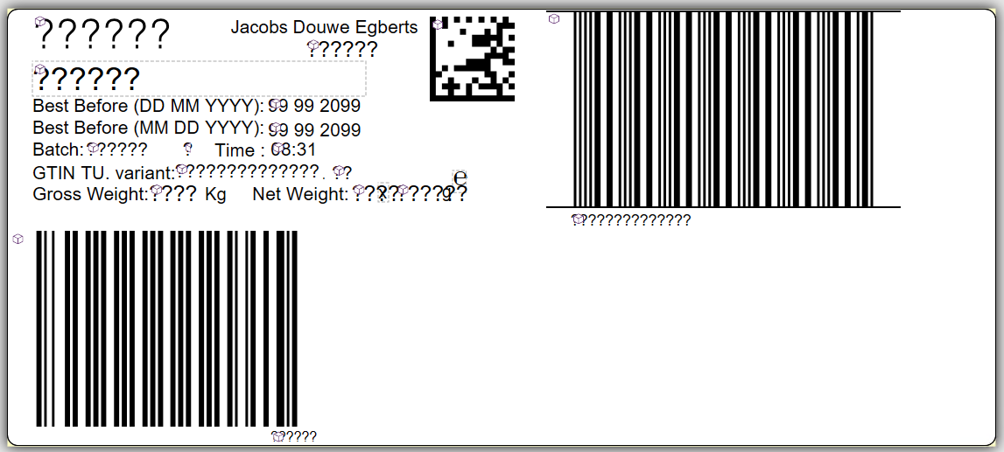 ??????
Jacobs Douwe Egberts
??????
??????
Best Before (DD MM YYYY): 99 99 2099
Best Before (MM DD YYYY): 99 99 2099
Batch: ?????? ? Time : 08:31
GTIN TU. variant: ?????????????. ??
e
Gross Weight: ???? Kg Net Weight:
?????????????